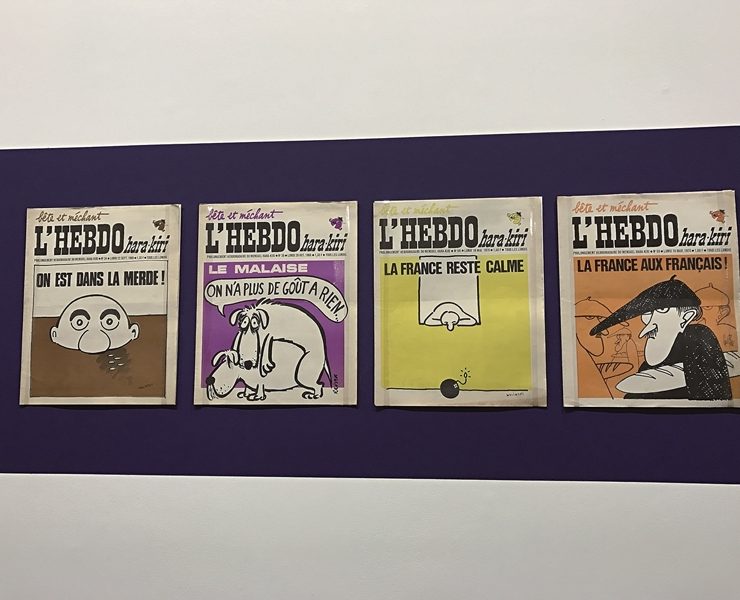 bête et méchant
L'HEBDO hara-kiri
ON EST DANS LA MERDE !
bête et méchant
L'HEBDO hara-kiri
LE MALAISE
ON N'A PLUS DE GOÛT A RIEN.
bête et méchant
L'HEBDO hara-kiri
LA FRANCE RESTE CALME
bête et méchant
L'HEBDO hara-kiri
LA FRANCE AUX FRANÇAIS !